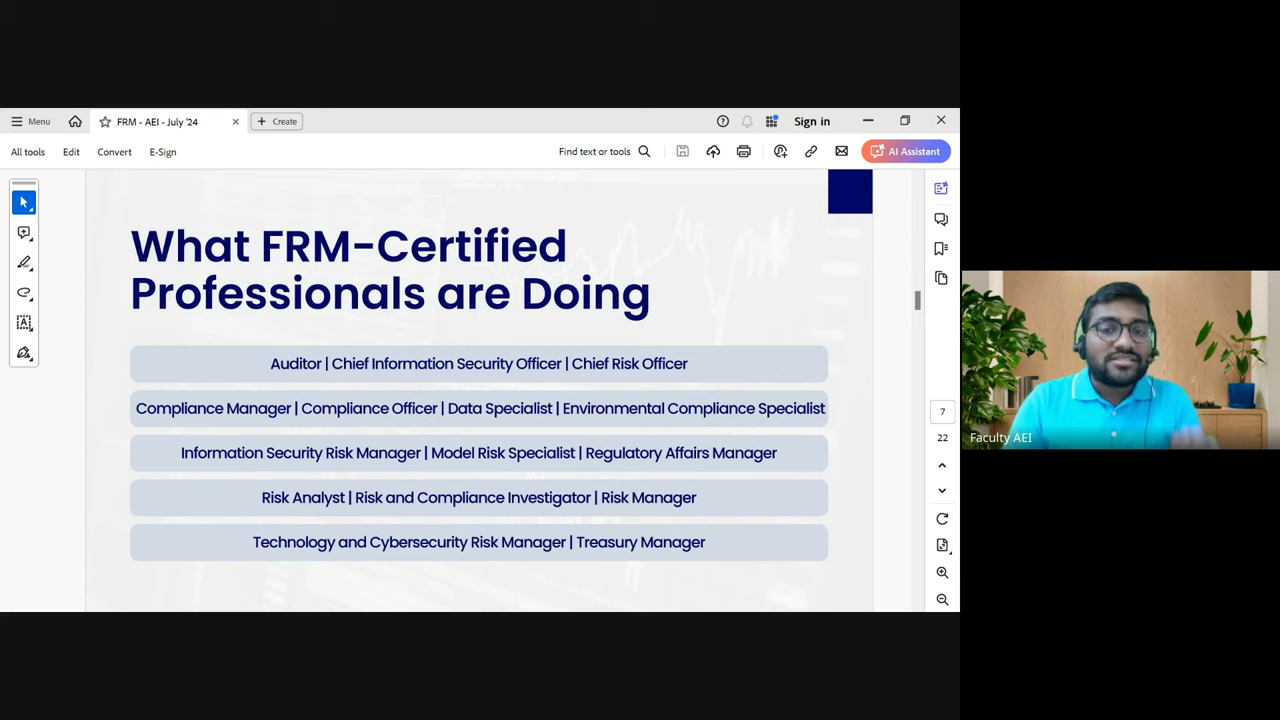 Menu
FRM - AEI - July '24
Create
Sign in
All tools
Edit
Convert
E-Sign
Find text or tools
AI Assistant
What FRM-Certified
Professionals are Doing
Auditor | Chief Information Security Officer | Chief Risk Officer
Compliance Manager | Compliance Officer | Data Specialist | Environmental Compliance Specialist
Information Security Risk Manager | Model Risk Specialist | Regulatory Affairs Manager
Risk Analyst | Risk and Compliance Investigator | Risk Manager
Technology and Cybersecurity Risk Manager | Treasury Manager
7
22
Faculty AEI